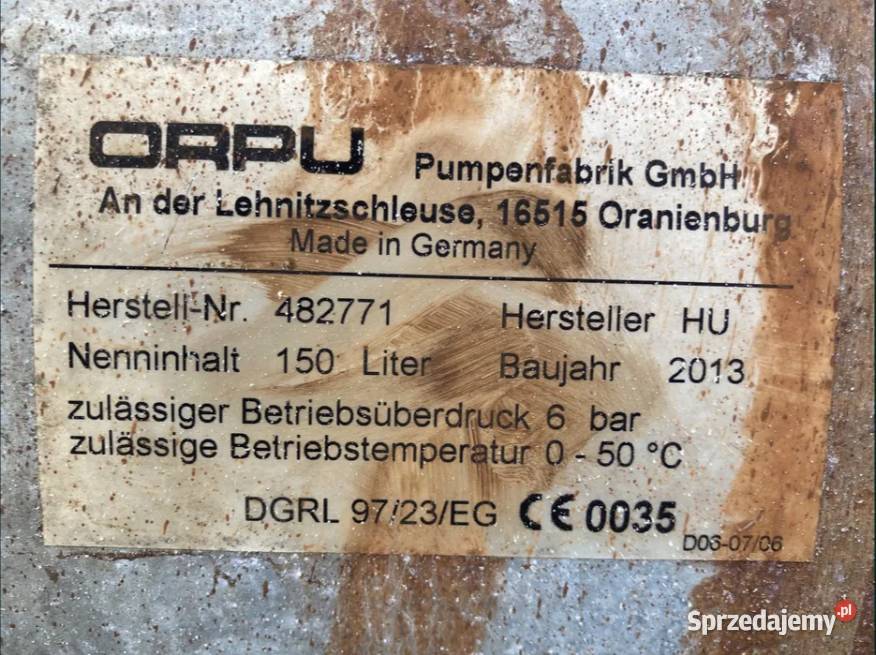 ORPU Pumpenfabrik GmbH
An der Lehnitzschleuse, 16515 Oranienburg
Made in Germany
Herstell-Nr. 482771 Hersteller HU
Nenninhalt 150 Liter Baujahr 2013
zulässiger Betriebsüberdruck 6 bar
zulässige Betriebstemperatur 0 - 50 °C
DGRL 97/23/EG CE 0035
D06-07/06
Sprzedajemy.pl